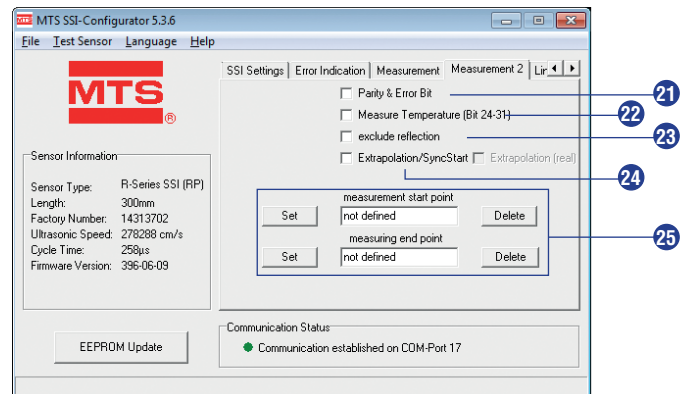 MTS SSI-Configurator 5.3.6
File Test Sensor Language Help
MTS
®
SSI Settings Error Indication Measurement Measurement 2
Parity & Error Bit
21
Measure Temperature (Bit 24-31)
22
exclude reflection
23
Extrapolation/SyncStart Extrapolation (real)
24
Sensor Information
Sensor Type: R-Series SSI (RP)
Length: 300mm
Factory Number: 14313702
Ultrasonic Speed: 278288 cm/s
Cycle Time: 258µs
Firmware Version: 396-06-09
measurement start point
Set not defined Delete
measuring end point
Set not defined Delete
25
EEPROM Update
Communication Status
Communication established on COM-Port 17